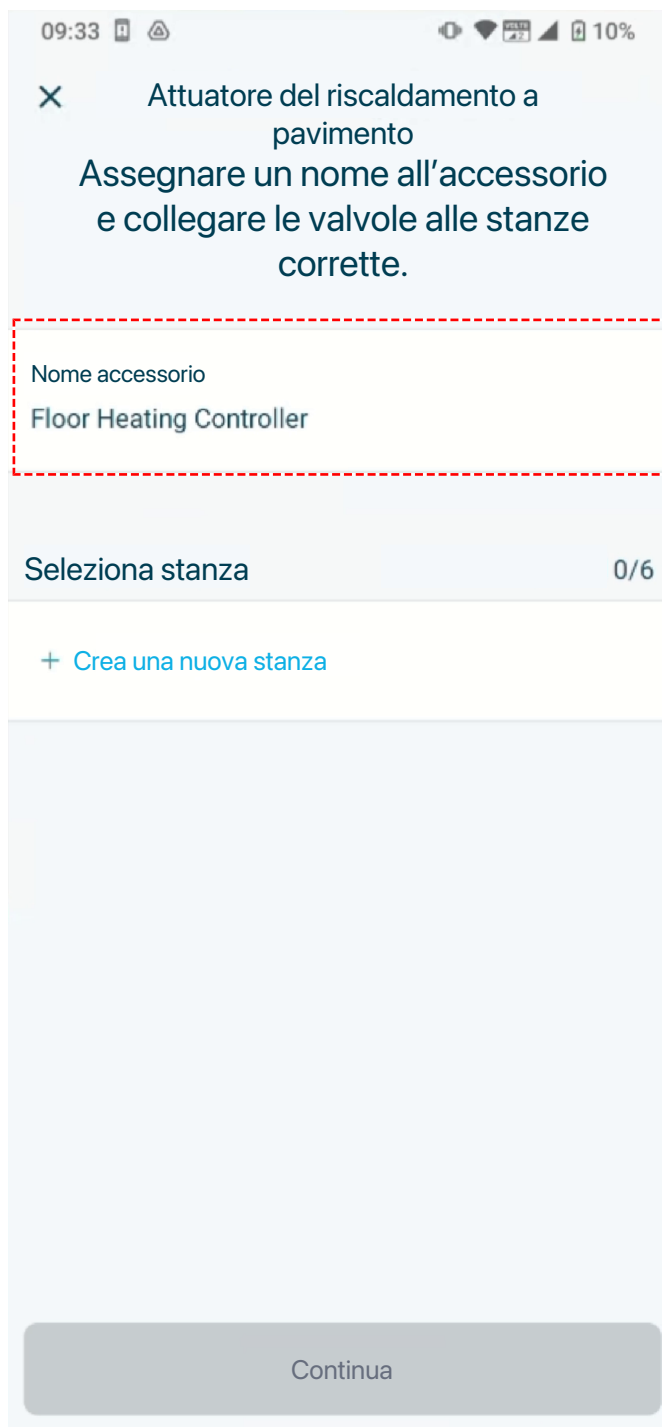 09:33 10%
Attuatore del riscaldamento a
pavimento
Assegnare un nome all’accessorio
e collegare le valvole alle stanze
corrette.
Nome accessorio
Floor Heating Controller
Seleziona stanza 0/6
+ Crea una nuova stanza
Continua